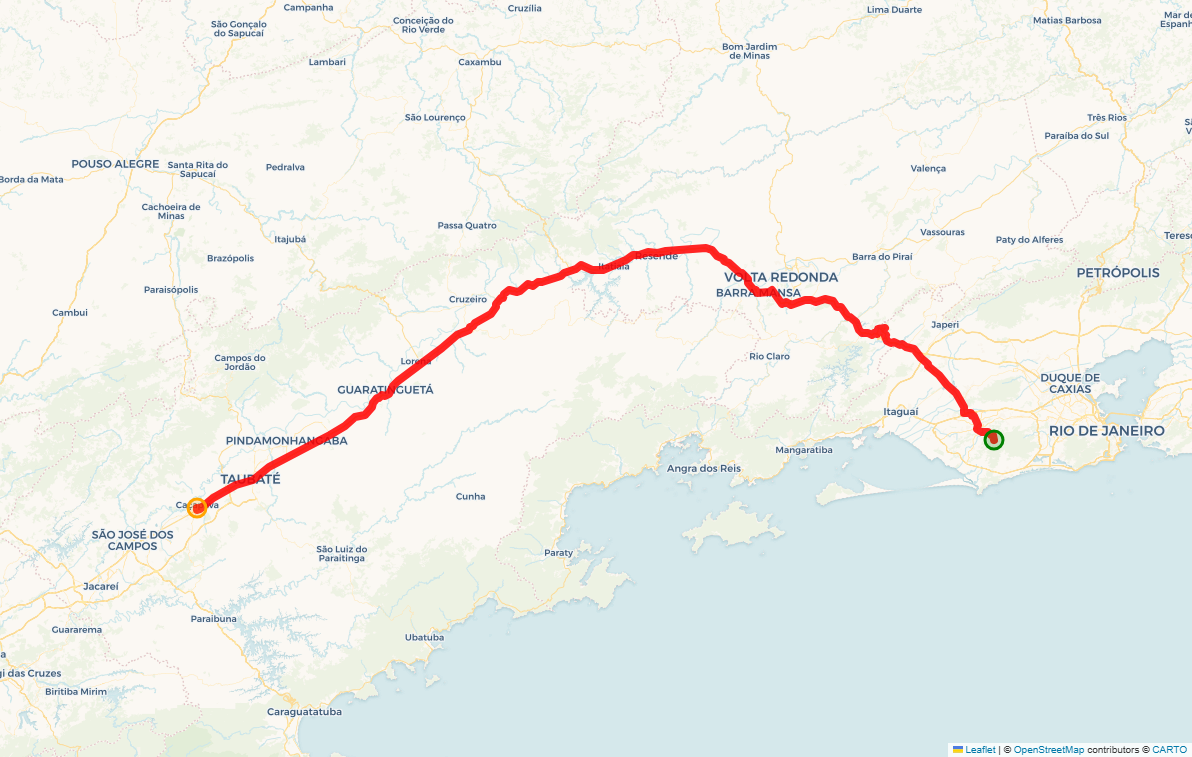 Campanha
Cruzília
Lima Duarte
São Gonçalo
do Sapucaí
Conceição do
Rio Verde
Matias Barbosa
Mar de
Espanh
Lambari
Caxambu
Bom Jardim
de Minas
São Lourenço
Três Rios
Paraíba do Sul
POUSO ALEGRE
Santa Rita do
Sapucaí
Pedralva
Valença
Borda da Mata
Cachoeira de
Minas
Passa Quatro
Itajubá
Vassouras
Paty do Alferes
Brazópolis
Itatiaia
Resende
Barra do Piraí
VOLTA REDONDA
PETRÓPOLIS
Paraisópolis
Cruzeiro
BARRA MANSA
Cambuí
Japeri
Campos do
Jordão
Lorena
Rio Claro
DUQUE DE
CAXIAS
GUARATINGUETÁ
Itaguaí
RIO DE JANEIRO
PINDAMONHANGABA
Mangaratiba
Angra dos Reis
TAUBATÉ
Cunha
Caçapava
SÃO JOSÉ DOS
CAMPOS
São Luiz do
Paraitinga
Paraty
Jacareí
Paraibuna
Guararema
Ubatuba
gi das Cruzes
Biritiba Mirim
Caraguatatuba
Leaflet | © OpenStreetMap contributors © CARTO